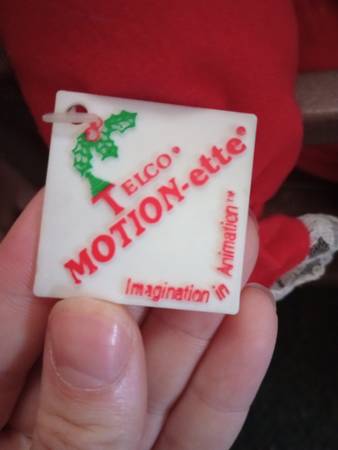 TELCO®
MOTION-ette®
Imagination in
Animation™